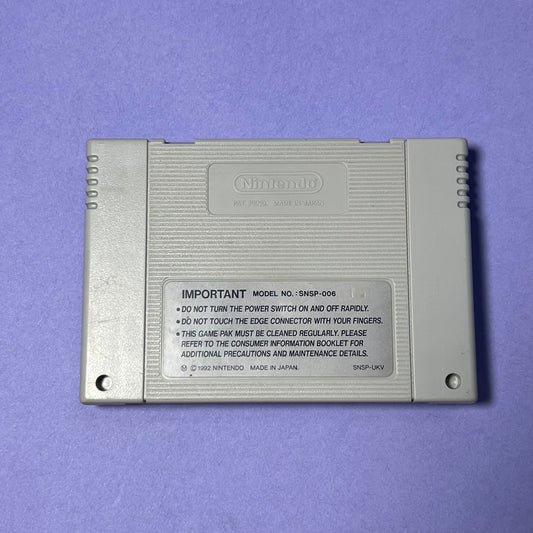 Nintendo
PAT. PEND. MADE IN JAPAN
IMPORTANT MODEL NO.: SNSP-006
• DO NOT TURN THE POWER SWITCH ON AND OFF RAPIDLY.
• DO NOT TOUCH THE EDGE CONNECTOR WITH YOUR FINGERS.
• THIS GAME PAK MUST BE CLEANED REGULARLY. PLEASE
REFER TO THE CONSUMER INFORMATION BOOKLET FOR
ADDITIONAL PRECAUTIONS AND MAINTENANCE DETAILS.
Ⓜ © 1992 NINTENDO MADE IN JAPAN. SNSP-UKV